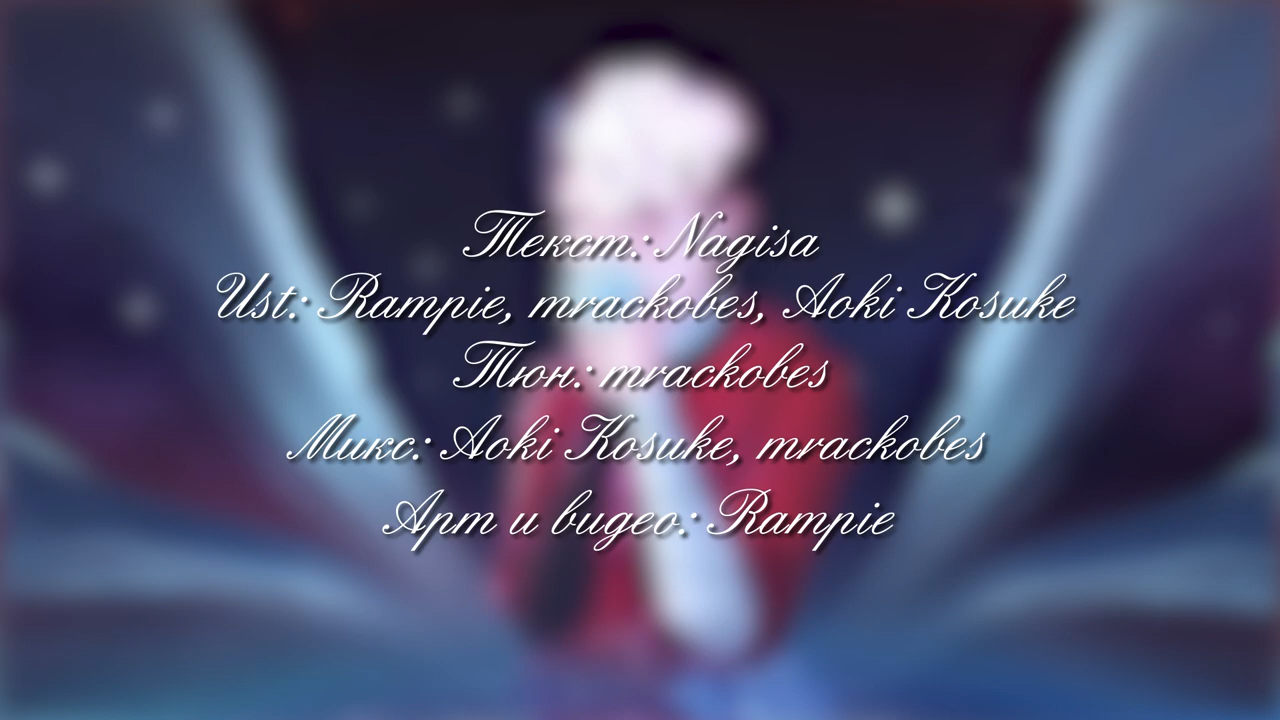 Текст: Nagisa
Ust: Rampie, mrackobes, Aoki Kosuke
Тюн: mrackobes
Микс: Aoki Kosuke, mrackobes
Арт и видео: Rampie